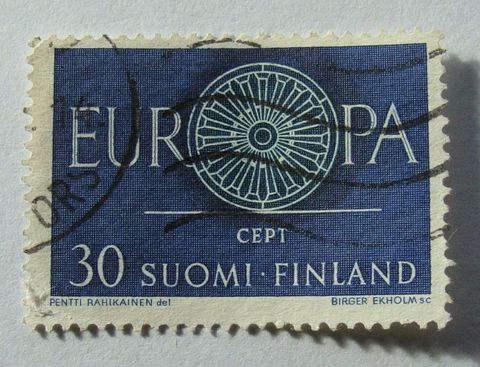 EUROPA
CEPT
30 SUOMI·FINLAND
PENTTI RAHIKAINEN del BIRGER EKHOLM sc